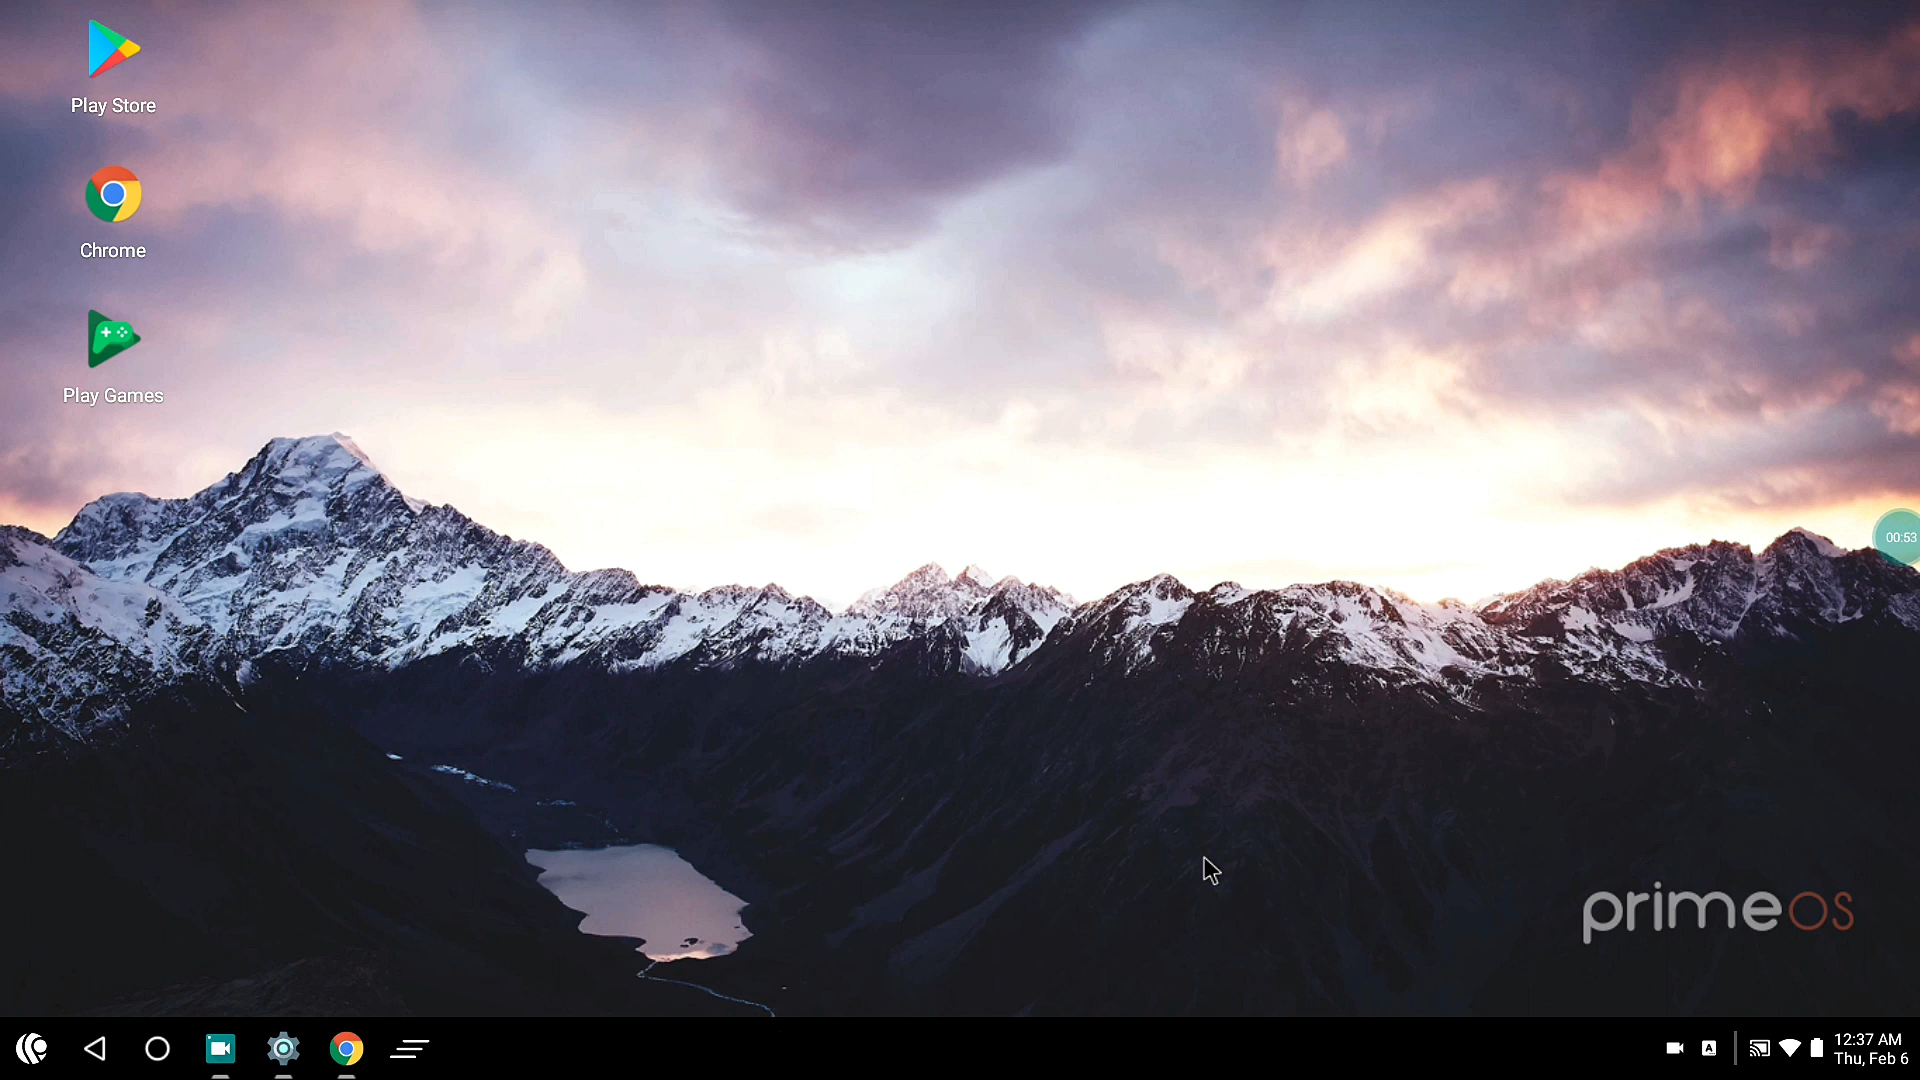 Play Store
Chrome
Play Games
00:53
primeos
A
12:37 AM
Thu, Feb 6